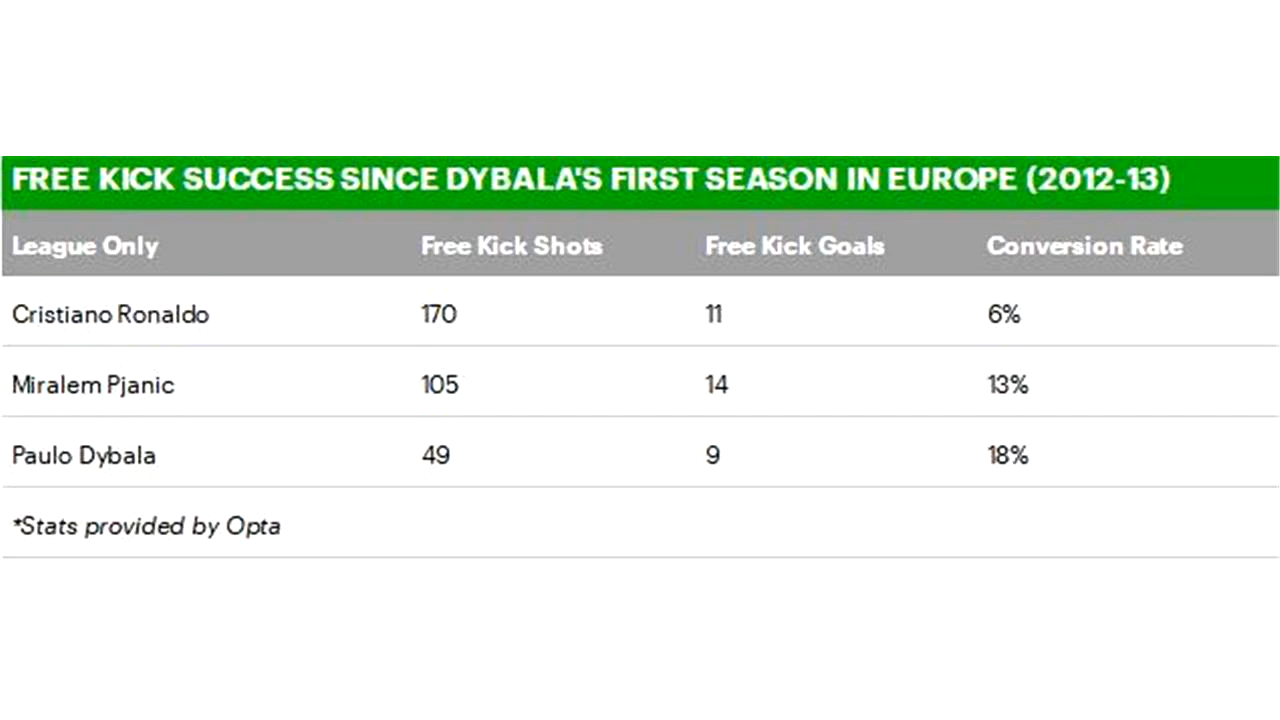 FREE KICK SUCCESS SINCE DYBALA'S FIRST SEASON IN EUROPE (2012-13)
League Only Free Kick Shots Free Kick Goals Conversion Rate
Cristiano Ronaldo 170 11 6%
Miralem Pjanic 105 14 13%
Paulo Dybala 49 9 18%
*Stats provided by Opta